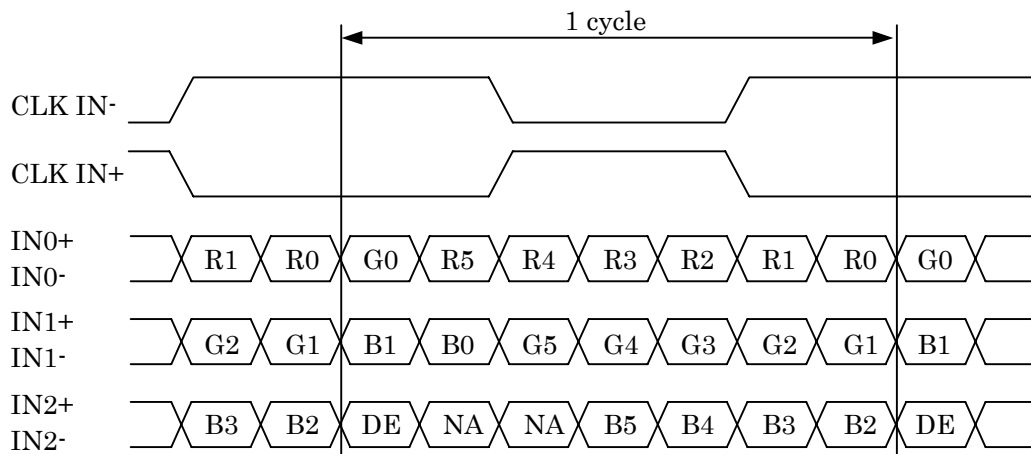 1 cycle
CLK IN-
CLK IN+
IN0+
IN0-
R1 R0 G0 R5 R4 R3 R2 R1 R0 G0
IN1+
IN1-
G2 G1 B1 B0 G5 G4 G3 G2 G1 B1
IN2+
IN2-
B3 B2 DE NA NA B5 B4 B3 B2 DE